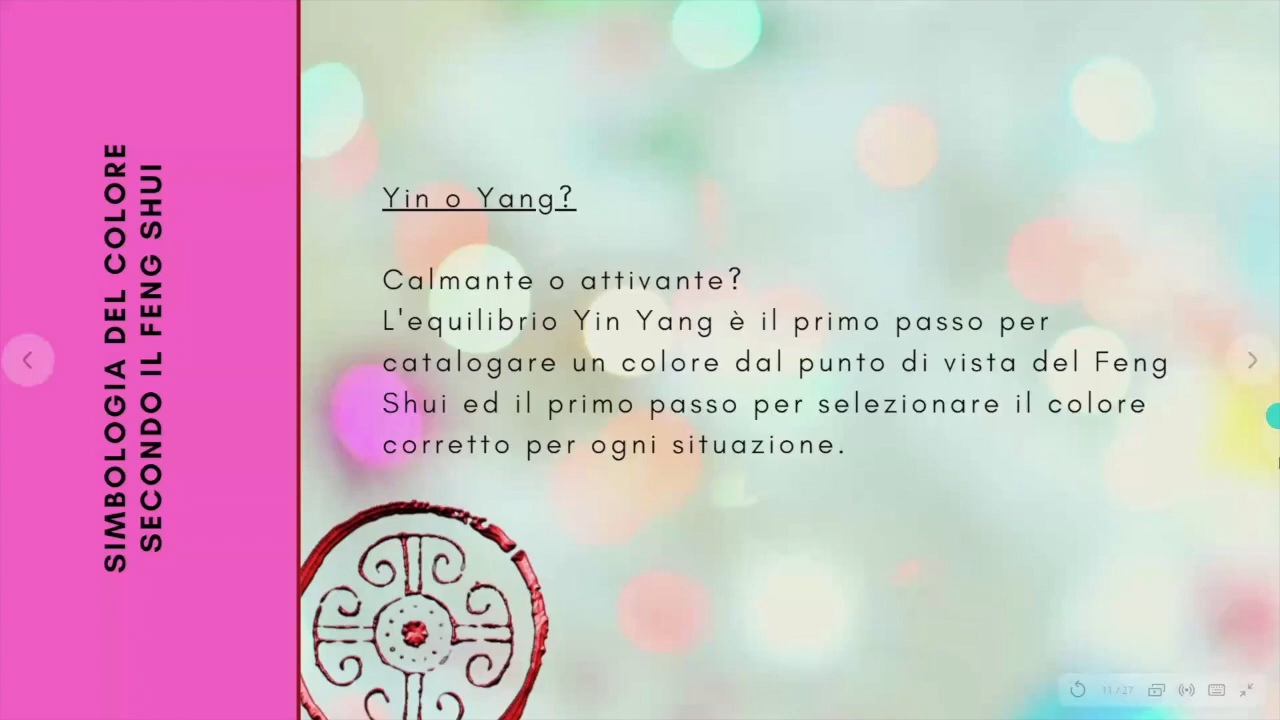 SIMBOLOGIA DEL COLORE
SECONDO IL FENG SHUI
Yin o Yang?
Calmante o attivante?
L'equilibrio Yin Yang è il primo passo per
catalogare un colore dal punto di vista del Feng
Shui ed il primo passo per selezionare il colore
corretto per ogni situazione.
11 / 27